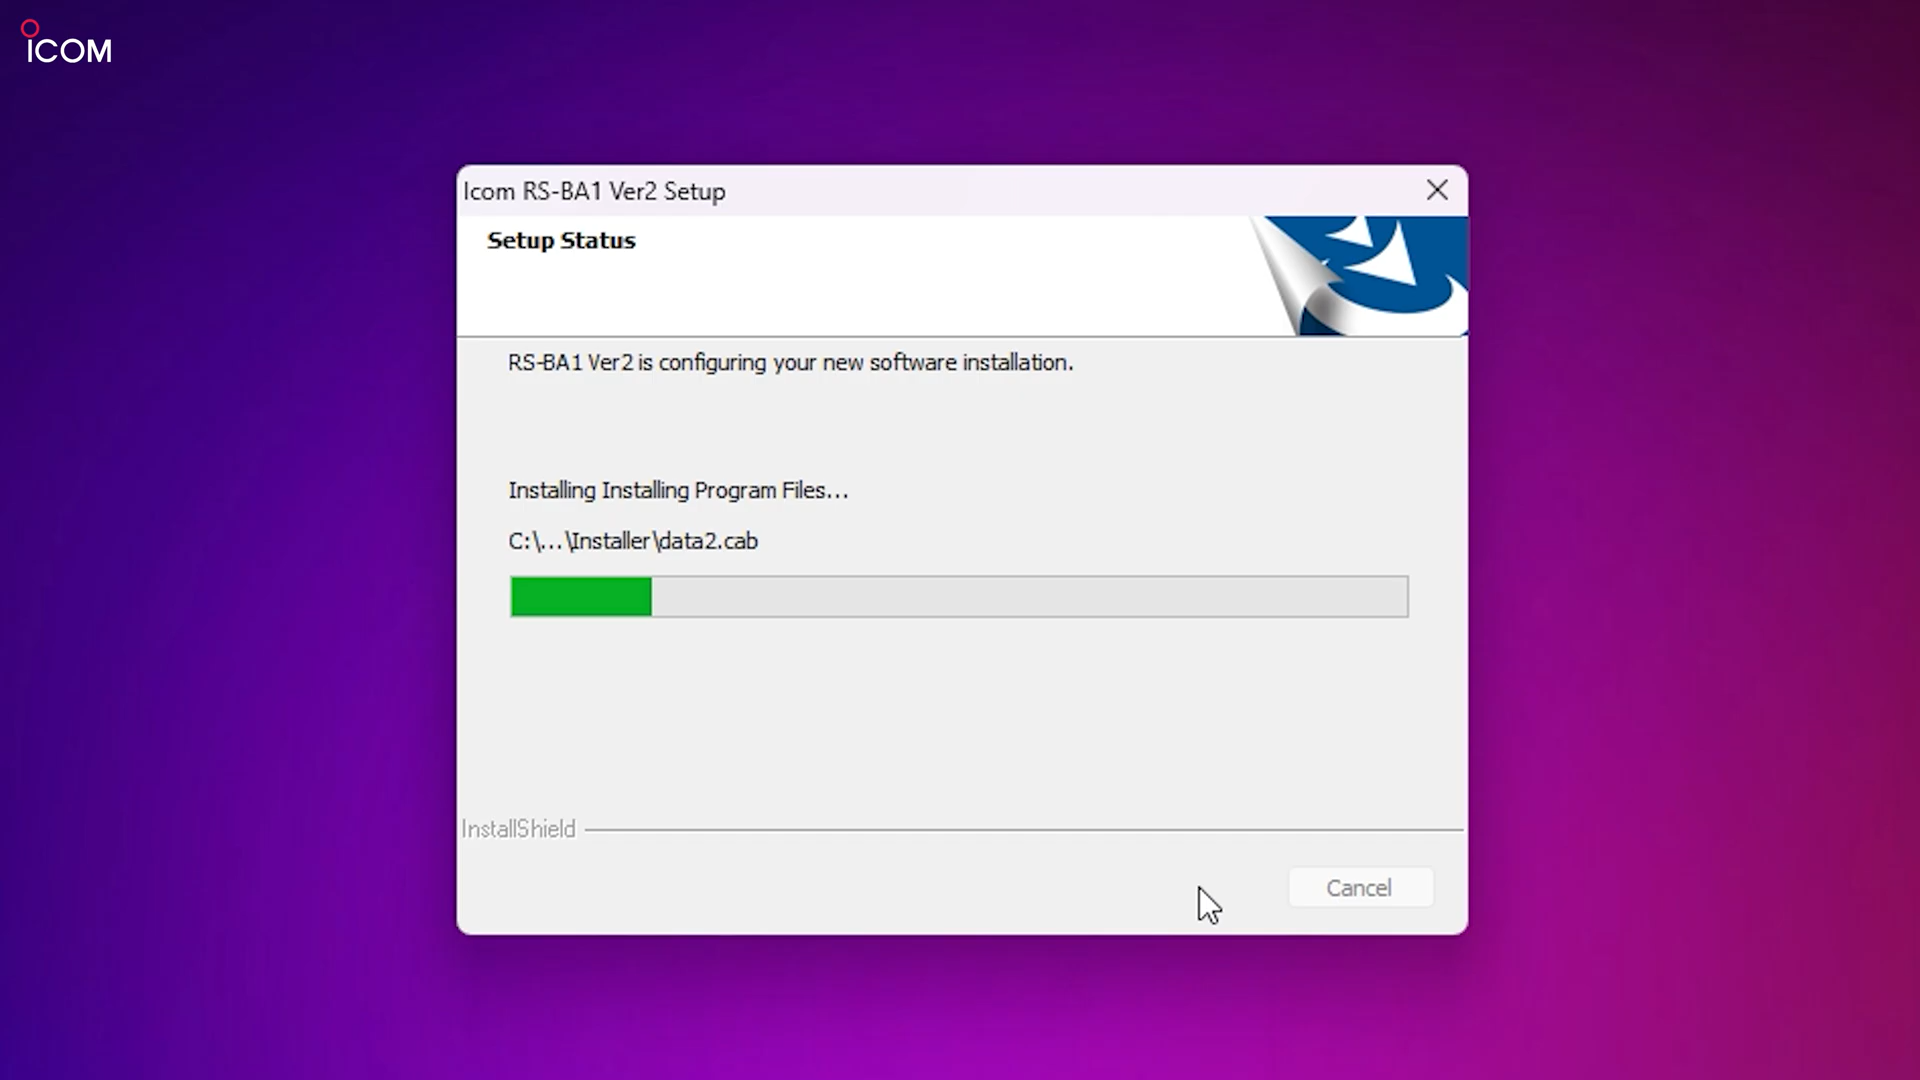 ICOM
Icom RS-BA1 Ver2 Setup
Setup Status
RS-BA1 Ver2 is configuring your new software installation.
Installing Installing Program Files...
C:\...\Installer\data2.cab
InstallShield
Cancel